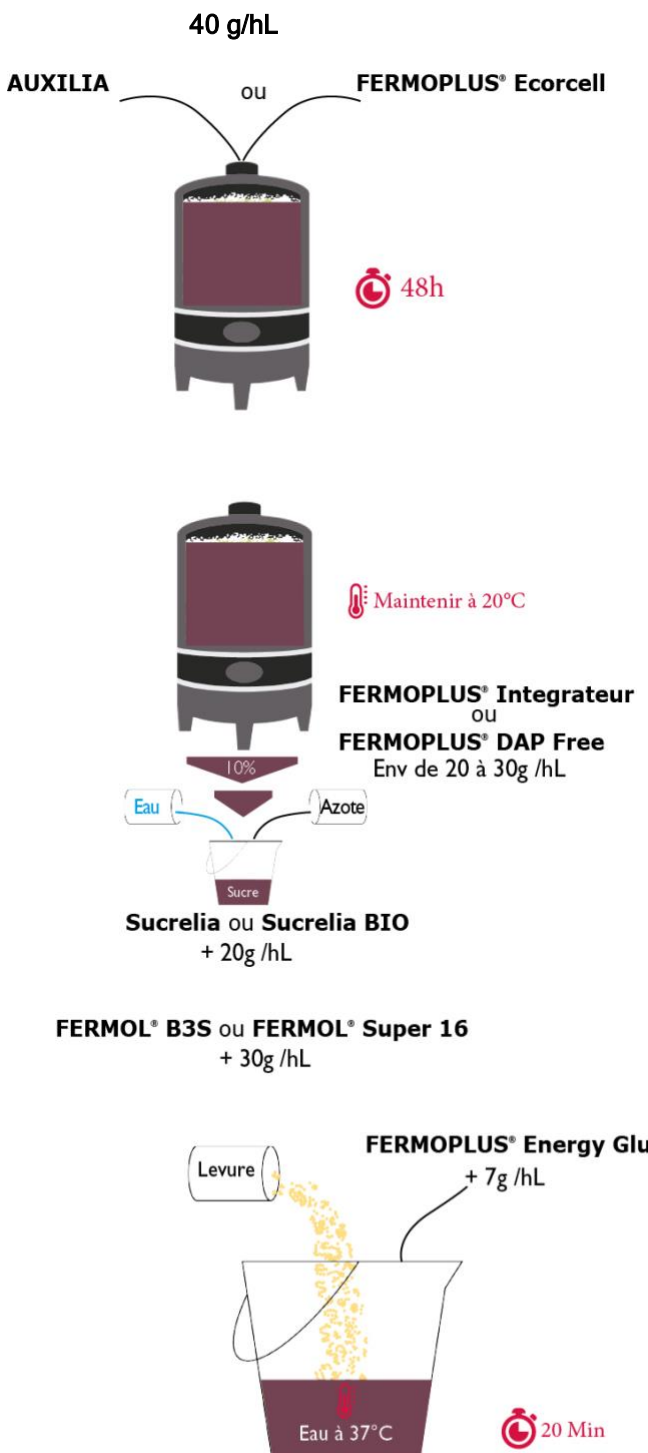 40 g/hL
AUXILIA ou FERMOPLUS® Ecorcell
48h
Maintenir à 20°C
FERMOPLUS® Integrateur
ou
FERMOPLUS® DAP Free
Env de 20 à 30g /hL
10%
Eau
Azote
Sucre
Sucrelia ou Sucrelia BIO
+ 20g /hL
FERMOL® B3S ou FERMOL® Super 16
+ 30g /hL
FERMOPLUS® Energy Glu
+ 7g /hL
Levure
Eau à 37°C
20 Min